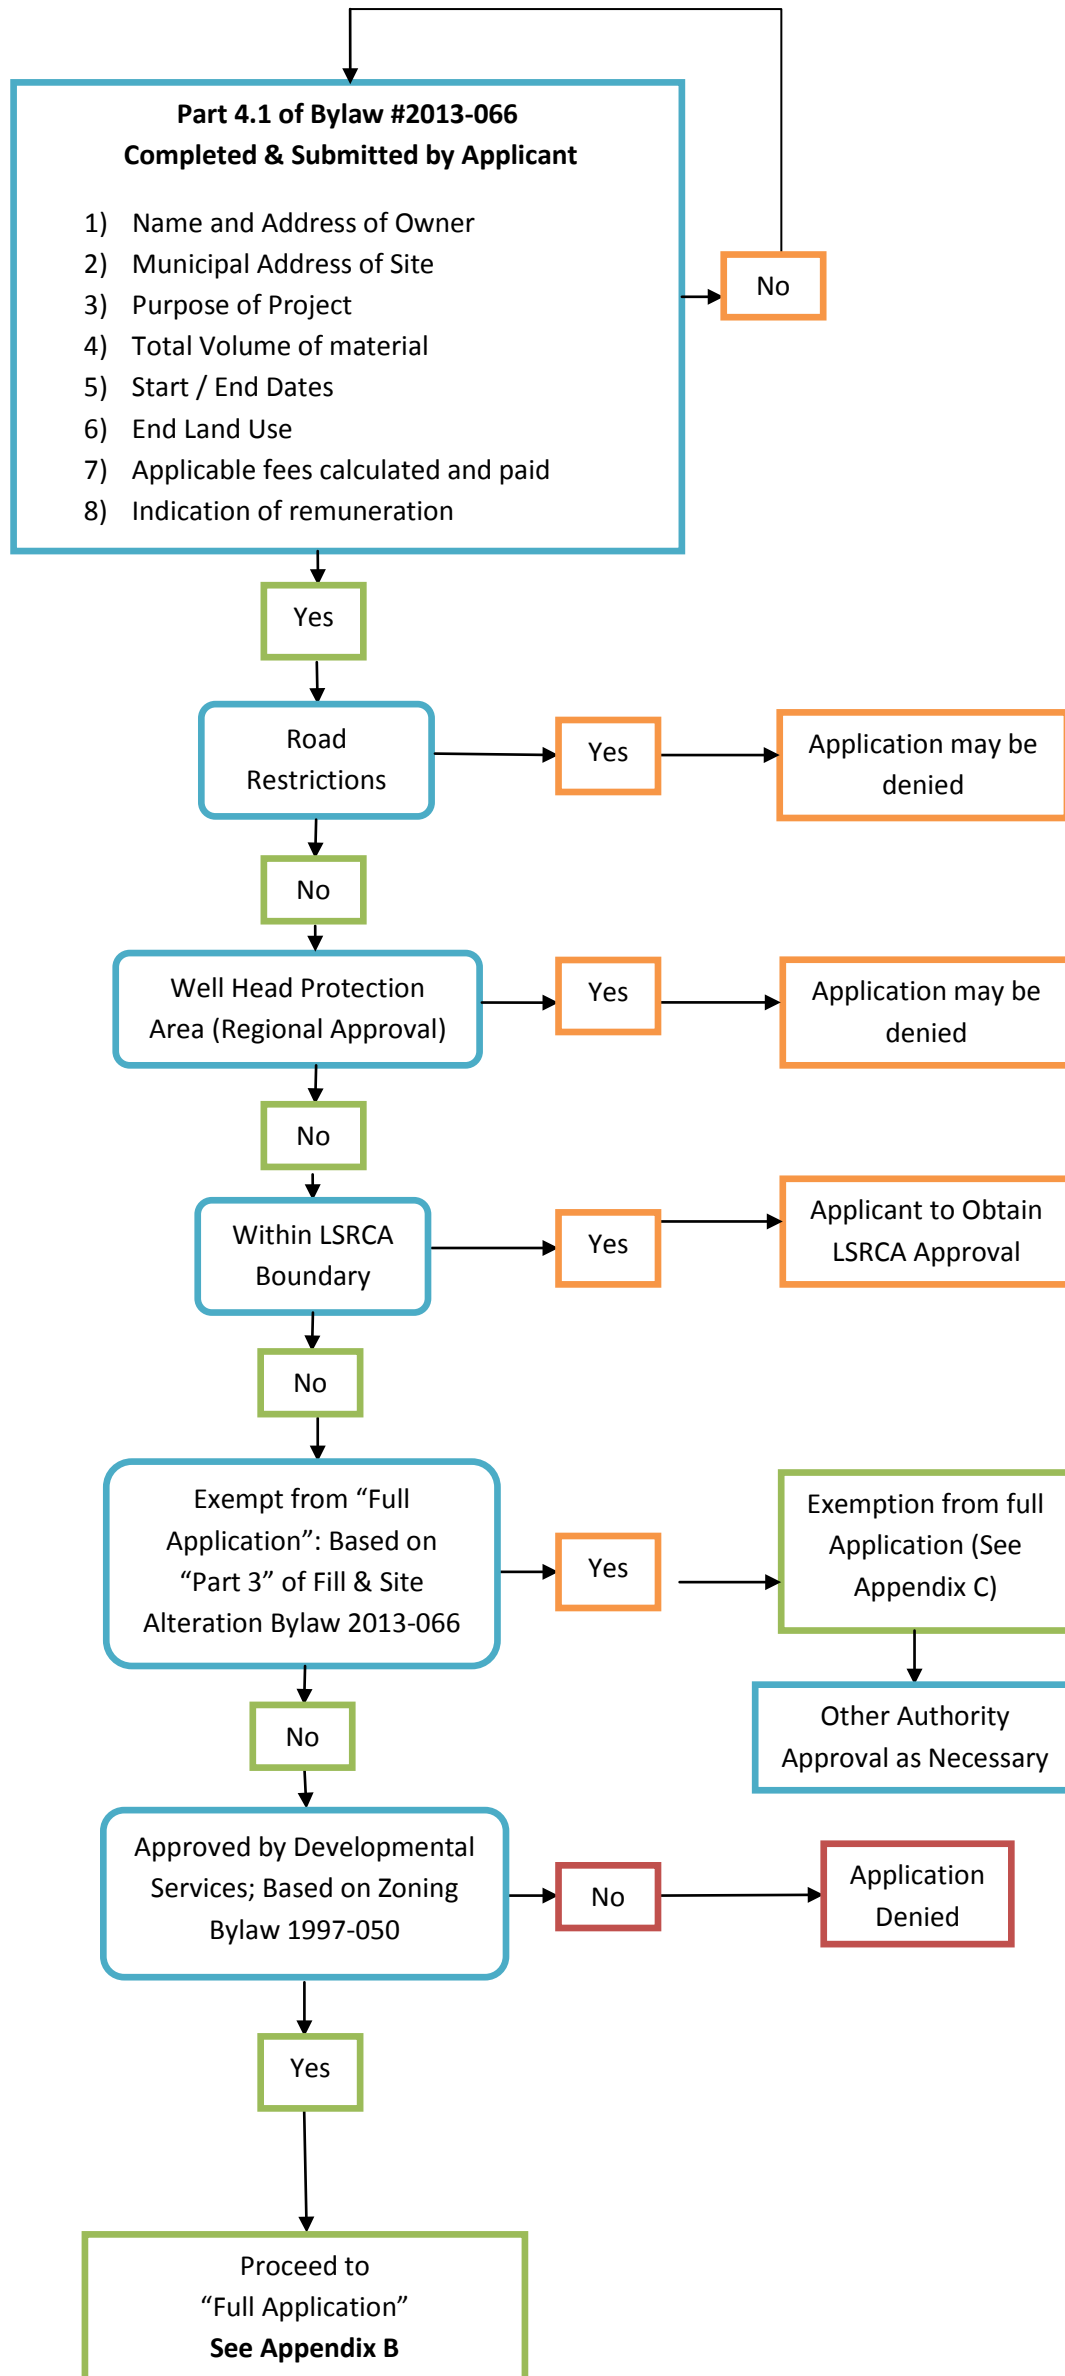 Part 4.1 of Bylaw #2013-066
Completed & Submitted by Applicant
1) Name and Address of Owner
2) Municipal Address of Site
3) Purpose of Project
4) Total Volume of material
5) Start / End Dates
6) End Land Use
7) Applicable fees calculated and paid
8) Indication of remuneration
No
Yes
Road
Restrictions
Yes
Application may be
denied
No
Well Head Protection
Area (Regional Approval)
Yes
Application may be
denied
No
Within LSRCA
Boundary
Yes
Applicant to Obtain
LSRCA Approval
No
Exempt from “Full
Application”: Based on
“Part 3” of Fill & Site
Alteration Bylaw 2013-066
Yes
Exemption from full
Application (See
Appendix C)
Other Authority
Approval as Necessary
No
Approved by Developmental
Services; Based on Zoning
Bylaw 1997-050
No
Application
Denied
Yes
Proceed to
“Full Application”
See Appendix B